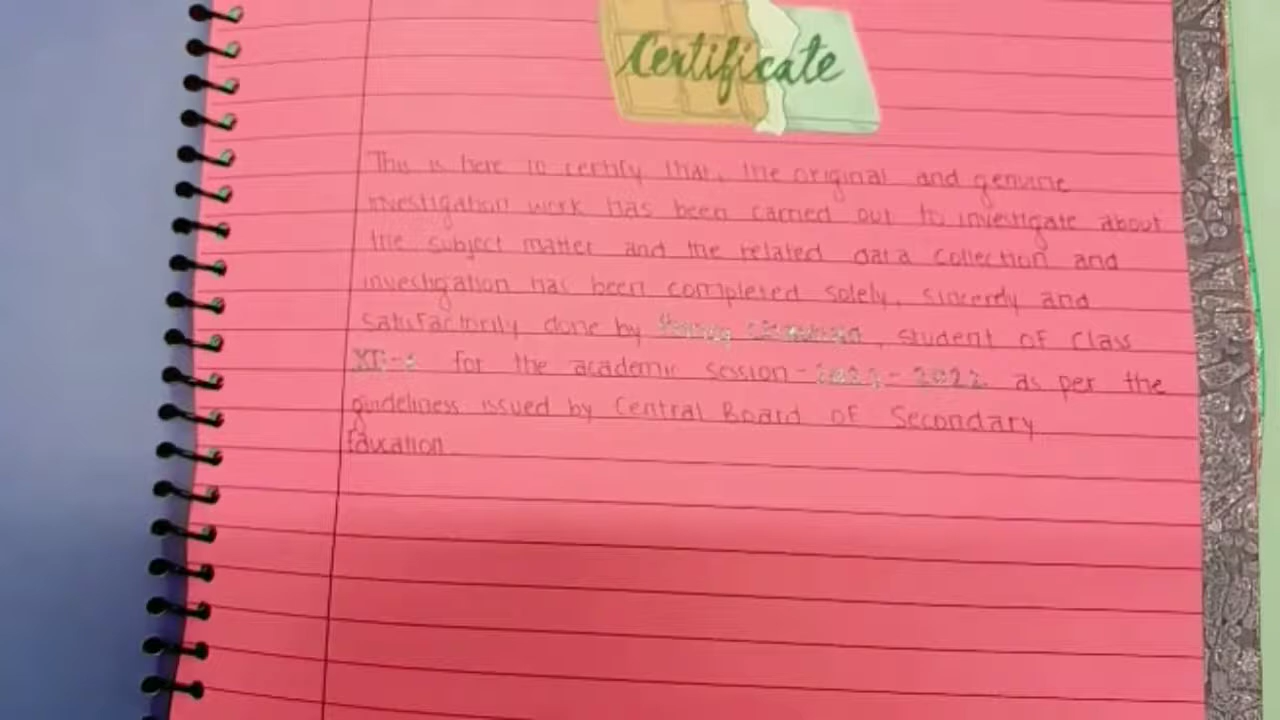 Certificate
This is here to certify that, the original and genuine
investigation work has been carried out to investigate about
the subject matter and the related data collection and
investigation has been completed solely, sincerely and
satisfactorily done by , student of Class
XI- for the academic session - 2021 - 2022 as per the
guideliness issued by Central Board of Secondary
Education.